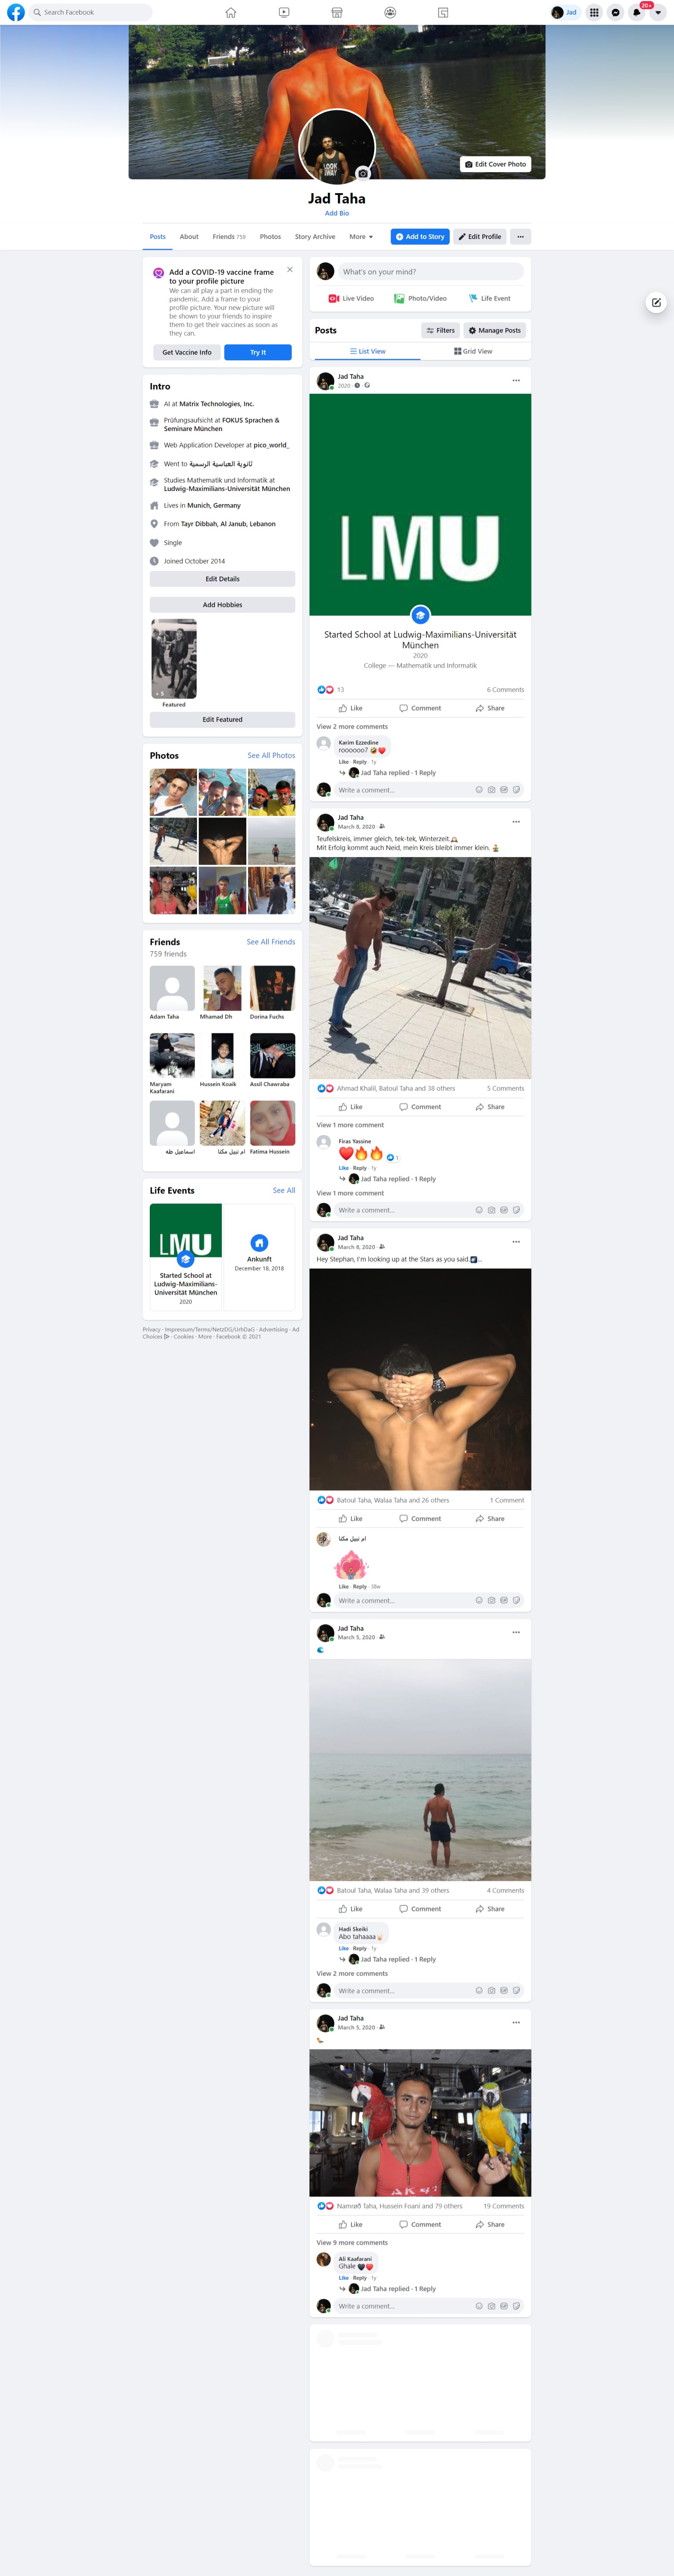 Search Facebook
Jad
20+
LOOK
AWAY
Edit Cover Photo
Jad Taha
Add Bio
Posts
About
Friends 759
Photos
Story Archive
More
Add to Story
Edit Profile
Add a COVID-19 vaccine frame
to your profile picture
We can all play a part in ending the
pandemic. Add a frame to your
profile picture. Your new picture will
be shown to your friends to inspire
them to get their vaccines as soon as
they can.
Get Vaccine Info
Try It
Intro
AI at Matrix Technologies, Inc.
Prüfungsaufsicht at FOKUS Sprachen &
Seminare München
Web Application Developer at pico_world_
Went to ثانوية العباسية الرسمية
Studies Mathematik und Informatik at
Ludwig-Maximilians-Universität München
Lives in Munich, Germany
From Tayr Dibbah, Al Janub, Lebanon
Single
Joined October 2014
Edit Details
Add Hobbies
+ 5
Featured
Edit Featured
Photos
See All Photos
Friends
See All Friends
759 friends
Adam Taha
Mhamad Dh
Dorina Fuchs
Maryam
Kaafarani
Hussein Koaik
Assil Chawraba
اسماعيل طه
ام نبيل مكنا
Fatima Hussein
Life Events
See All
LMU
Started School at
Ludwig-Maximilians-
Universität München
2020
Ankunft
December 18, 2018
Privacy · Impressum/Terms/NetzDG/UrhDaG · Advertising · Ad
Choices · Cookies · More · Facebook © 2021
What's on your mind?
Live Video
Photo/Video
Life Event
Posts
Filters
Manage Posts
List View
Grid View
Jad Taha
2020
LMU
Started School at Ludwig-Maximilians-Universität
München
2020
College — Mathematik und Informatik
13
6 Comments
Like
Comment
Share
View 2 more comments
Karim Ezzedine
roooooo? 🤣❤️
Like · Reply · 1y
Jad Taha replied · 1 Reply
Write a comment...
Jad Taha
March 8, 2020
Teufelskreis, immer gleich, tek-tek, Winterzeit.
Mit Erfolg kommt auch Neid, mein Kreis bleibt immer klein.
Ahmad Khalil, Batoul Taha and 38 others
5 Comments
Like
Comment
Share
View 1 more comment
Firas Yassine
❤️🔥🔥
1
Like · Reply · 1y
Jad Taha replied · 1 Reply
View 1 more comment
Write a comment...
Jad Taha
March 8, 2020
Hey Stephan, I'm looking up at the Stars as you said.🌠...
Batoul Taha, Walaa Taha and 26 others
1 Comment
Like
Comment
Share
ام نبيل مكنا
Like · Reply · 38w
Write a comment...
Jad Taha
March 5, 2020
🌊
Batoul Taha, Walaa Taha and 39 others
4 Comments
Like
Comment
Share
Hadi Skeiki
Abo tahaaaa
Like · Reply · 1y
Jad Taha replied · 1 Reply
View 2 more comments
Write a comment...
Jad Taha
March 5, 2020
AK 47
Namrøð Taha, Hussein Foani and 79 others
19 Comments
Like
Comment
Share
View 9 more comments
Ali Kaafarani
Ghale 🖤❤️
Like · Reply · 1y
Jad Taha replied · 1 Reply
Write a comment...